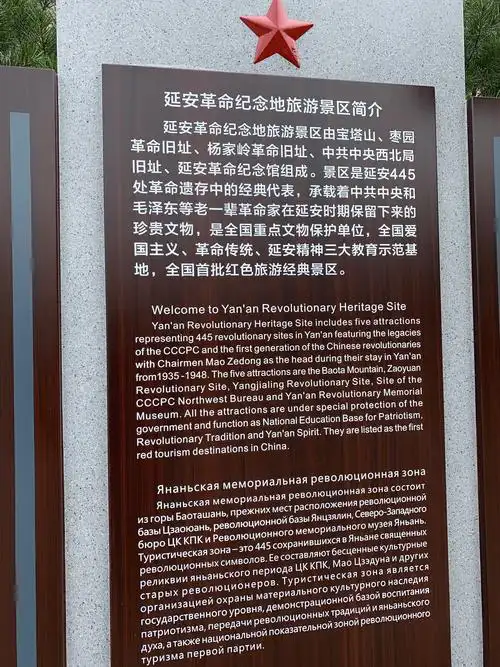 延安革命纪念地旅游景区简介
延安革命纪念地旅游景区由宝塔山、枣园
革命旧址、杨家岭革命旧址、中共中央西北局
旧址、延安革命纪念馆组成。景区是延安445
处革命遗存中的经典代表，承载着中共中央和
毛泽东等老一辈革命家在延安时期保留下来的
珍贵文物，是全国重点文物保护单位，全国爱
国主义、革命传统、延安精神三大教育示范基
地，全国首批红色旅游经典景区。
Welcome to Yan'an Revolutionary Heritage Site
Yan'an Revolutionary Heritage Site includes five attractions
representing 445 revolutionary sites in Yan'an featuring the legacies
of the CCCPC and the first generation of the Chinese revolutionaries
with Chairmen Mao Zedong as the head during their stay in Yan'an
from1935-1948. The five attractions are the Baota Mountain, Zaoyuan
Revolutionary Site, Yangjialing Revolutionary Site, Site of the
CCCPC Northwest Bureau and Yan'an Revolutionary Memorial
Museum. All the attractions are under special protection of the
government and function as National Education Base for Patriotism,
Revolutionary Tradition and Yan'an Spirit. They are listed as the first
red tourism destinations in China.
Янаньская мемориальная революционная зона
Янаньская мемориальная революционная зона состоит
из горы Баоташань, прежних мест расположения революционной
базы Цзаоюань, революционной базы Янцзялин, Северо-Западного
бюро ЦК КПК и Революционного мемориального музея Яньань.
Туристическая зона – это 445 сохранившихся в Яньане священных
революционных символов. Ее составляют бесценные культурные
реликвии яньаньского периода ЦК КПК, Мао Цзэдуна и других
старых революционеров. Туристическая зона является
организацией охраны материального культурного наследия
государственного уровня, демонстрационной базой воспитания
патриотизма, передачи революционных традиций и яньаньского
духа, а также национальной показательной зоной революционного
туризма первой партии.